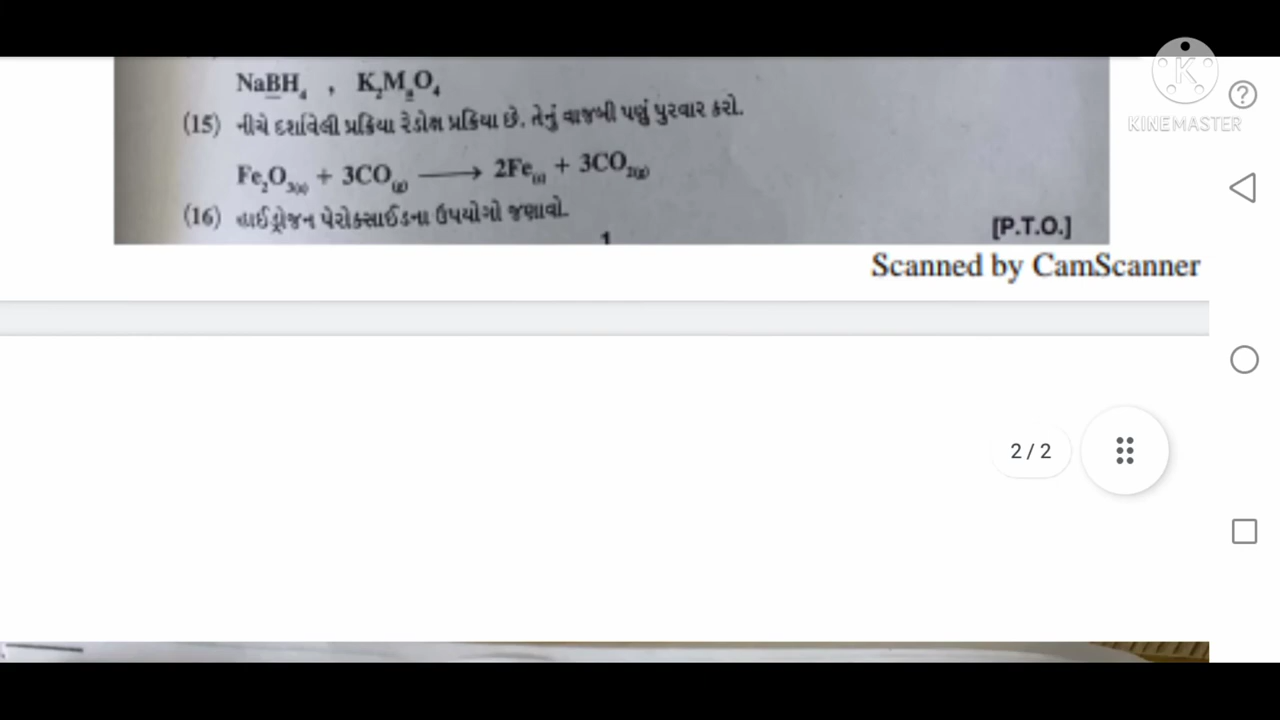 NaBH₄ , K₂MnO₄
(15) નીચે દર્શાવેલી પ્રક્રિયા રેડોક્ષ પ્રક્રિયા છે. તેનું વાજબી પણું પુરવાર કરો.
Fe₂O₃(s) + 3CO(g) ⟶ 2Fe(s) + 3CO₂(g)
(16) હાઈડ્રોજન પેરોક્સાઈડના ઉપયોગો જણાવો.
1
[P.T.O.]
Scanned by CamScanner
2 / 2
K
KINEMASTER
?